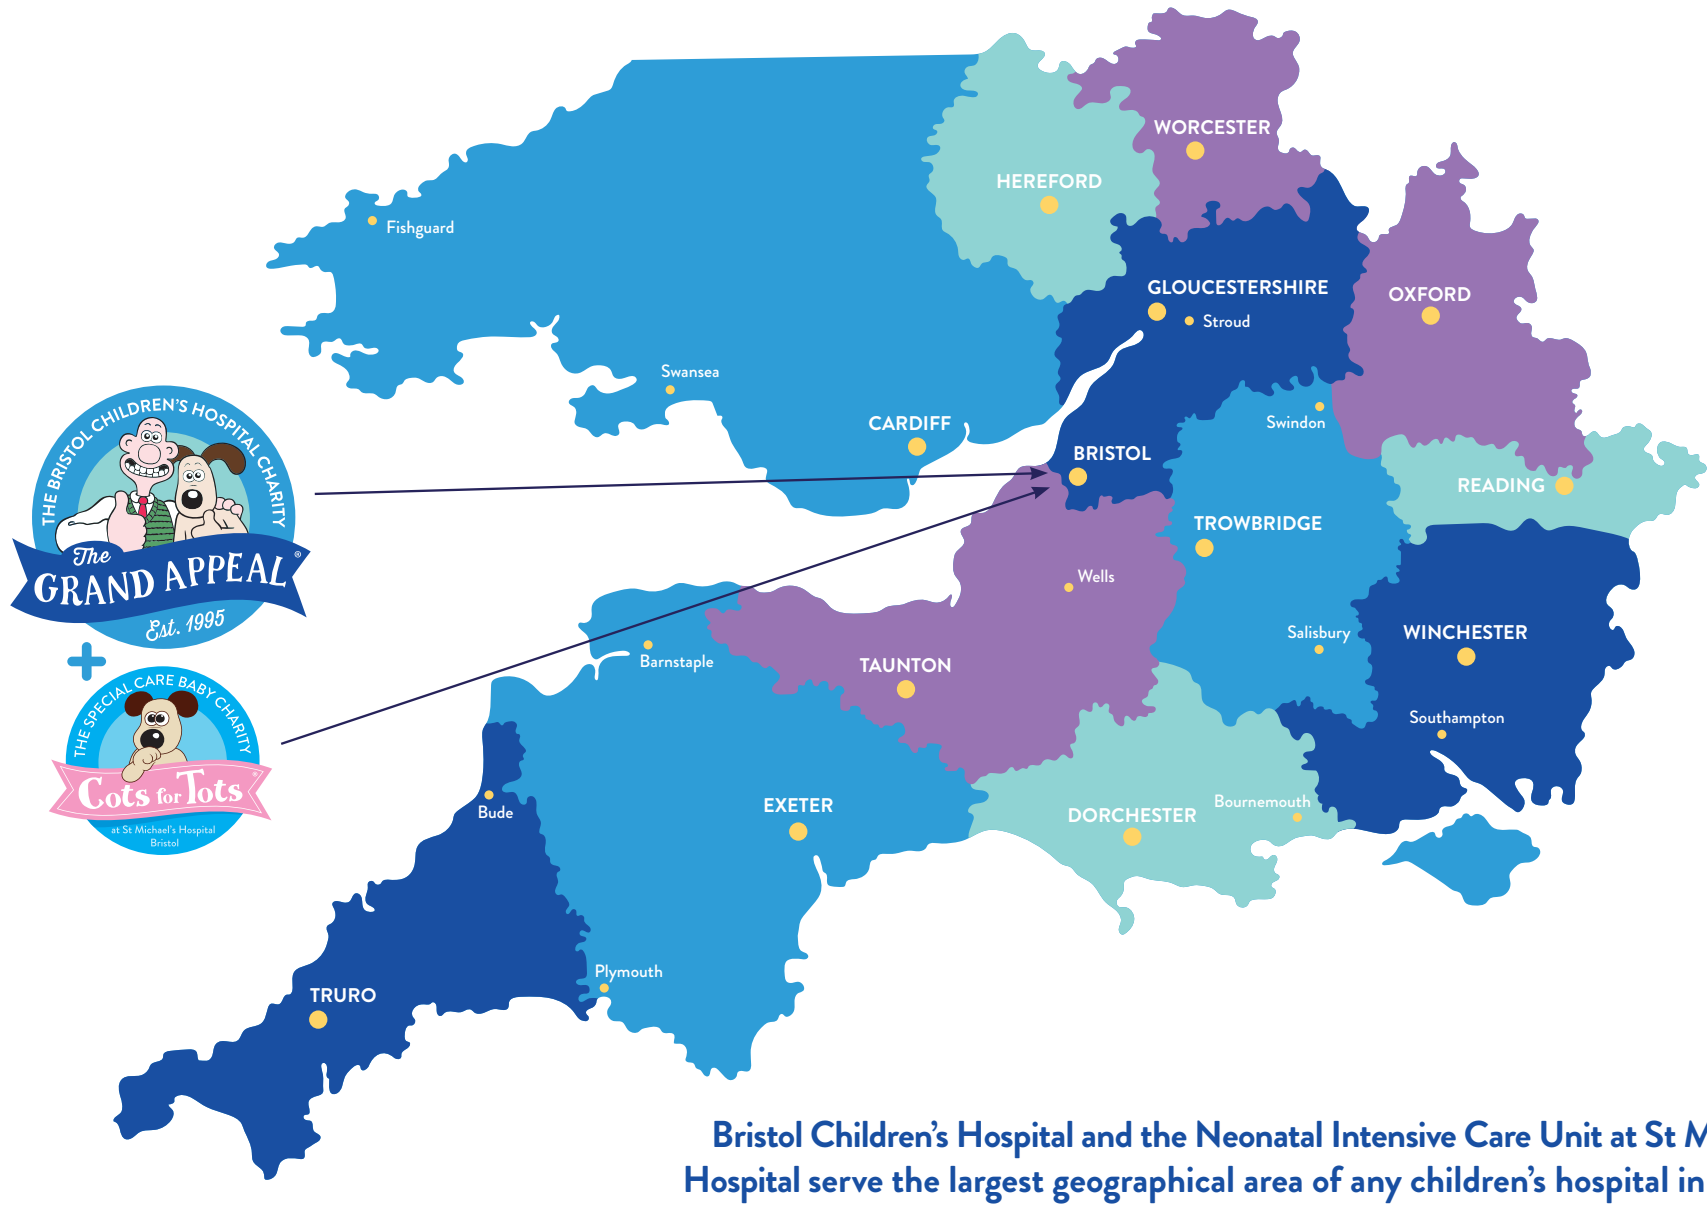 WORCESTER
HEREFORD
Fishguard
GLOUCESTERSHIRE
OXFORD
Stroud
Swansea
CARDIFF
Swindon
BRISTOL
READING
TROWBRIDGE
Wells
Salisbury
WINCHESTER
Barnstaple
TAUNTON
Southampton
Bude
EXETER
DORCHESTER
Bournemouth
Plymouth
TRURO
THE BRISTOL CHILDREN'S HOSPITAL CHARITY
The
GRAND APPEAL®
Est. 1995
+
THE SPECIAL CARE BABY CHARITY
Cots for Tots®
at St Michael's Hospital
Bristol
Bristol Children's Hospital and the Neonatal Intensive Care Unit at St M
Hospital serve the largest geographical area of any children's hospital in